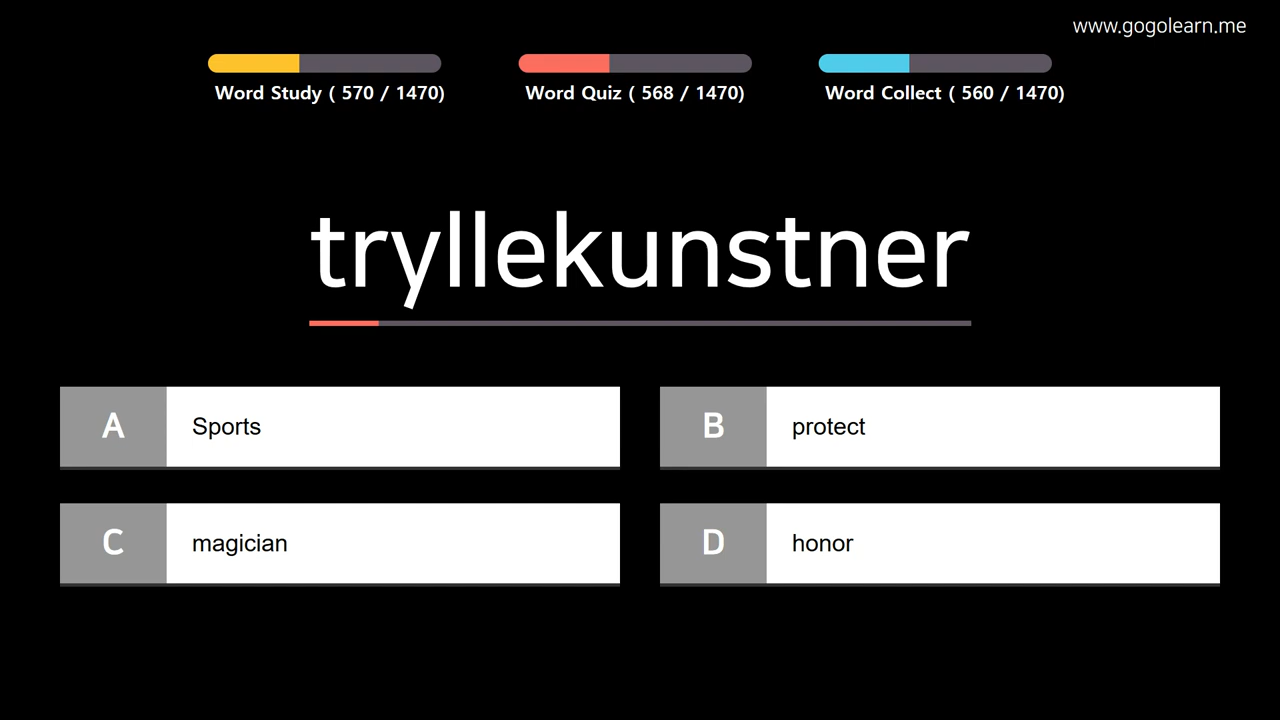 www.gogolearn.me
Word Study ( 570 / 1470)
Word Quiz ( 568 / 1470)
Word Collect ( 560 / 1470)
tryllekunstner
A Sports
B protect
C magician
D honor